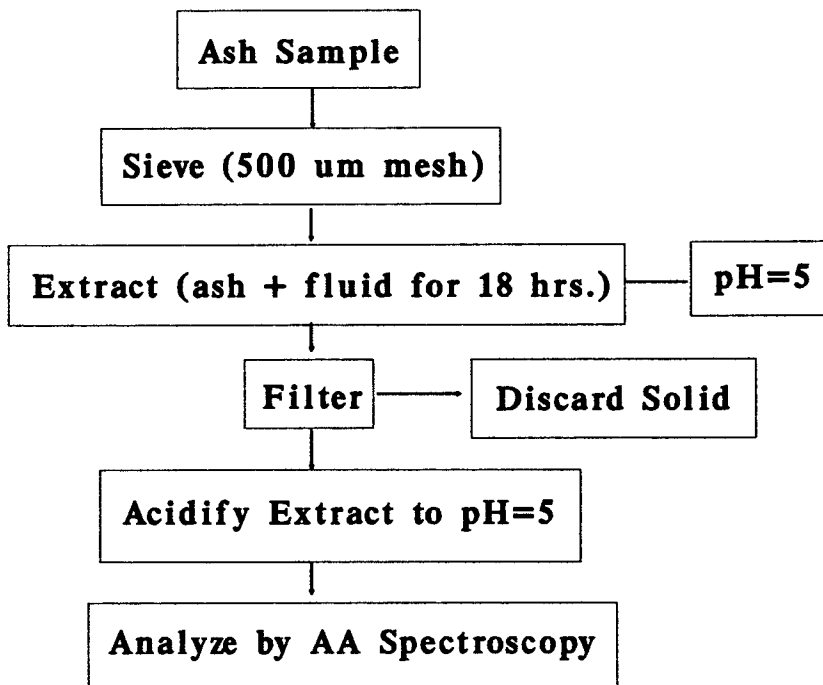 Ash Sample
Sieve (500 um mesh)
Extract (ash + fluid for 18 hrs.)
pH=5
Filter
Discard Solid
Acidify Extract to pH=5
Analyze by AA Spectroscopy